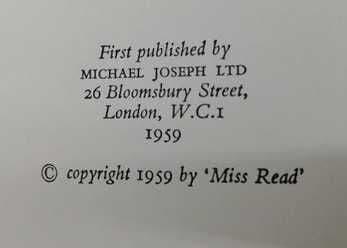 First published by
MICHAEL JOSEPH LTD
26 Bloomsbury Street,
London, W.C.1
1959
© copyright 1959 by ‘Miss Read’